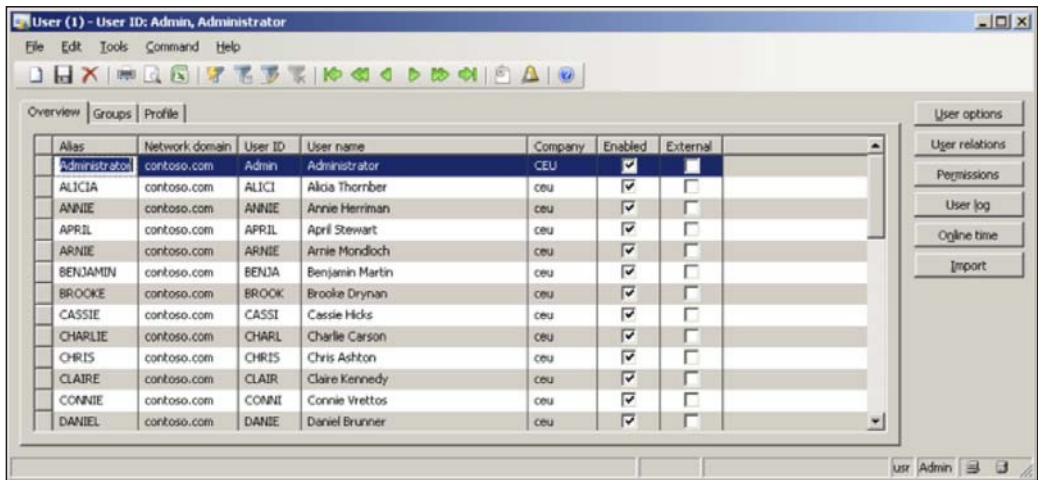 User (1) - User ID: Admin, Administrator
File Edit Tools Command Help
Overview Groups Profile
Alias Network domain User ID User name Company Enabled External
Administrator contoso.com Admin Administrator CEU
ALICIA contoso.com ALICI Alicia Thornber ceu
ANNIE contoso.com ANNIE Annie Herriman ceu
APRIL contoso.com APRIL April Stewart ceu
ARNIE contoso.com ARNIE Arnie Mondloch ceu
BENJAMIN contoso.com BENJA Benjamin Martin ceu
BROOKE contoso.com BROOK Brooke Drynan ceu
CASSIE contoso.com CASSI Cassie Hicks ceu
CHARLIE contoso.com CHARL Charlie Carson ceu
CHRIS contoso.com CHRIS Chris Ashton ceu
CLAIRE contoso.com CLAIR Claire Kennedy ceu
CONNIE contoso.com CONNI Connie Vrettos ceu
DANIEL contoso.com DANIE Daniel Brunner ceu
User options
User relations
Permissions
User log
Online time
Import
usr Admin